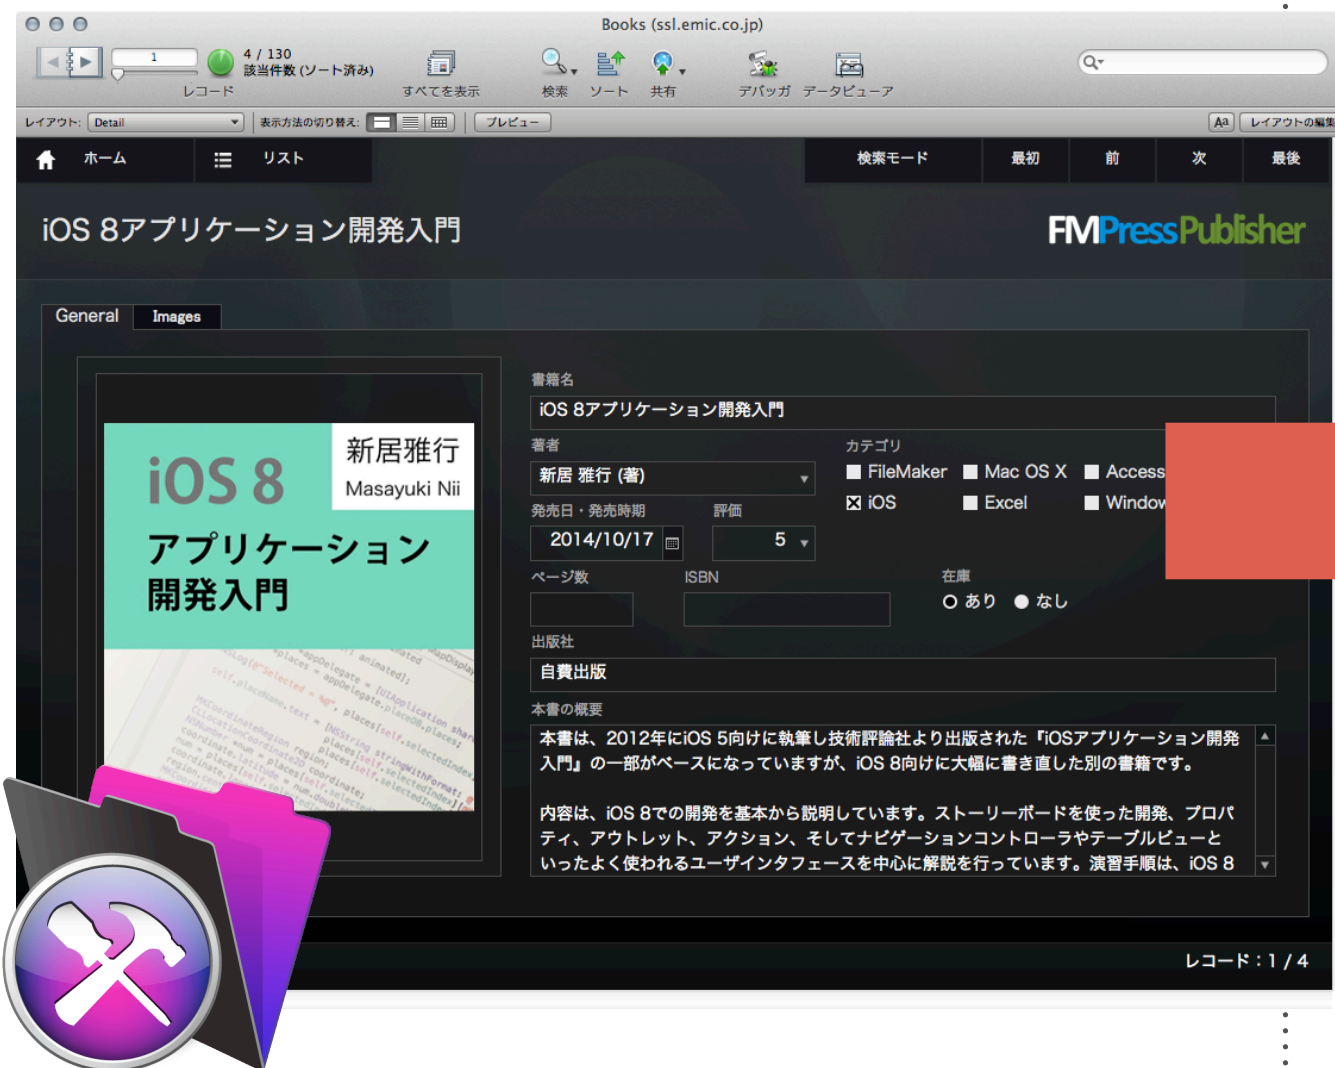 Books (ssl.emic.co.jp)
1
4 / 130
該当件数 (ソート済み)
レコード
すべてを表示
検索
ソート
共有
デバッガ
データビューア
レイアウト: Detail
表示方法の切り替え:
プレビュー
Aa
レイアウトの編集
ホーム
リスト
検索モード
最初
前
次
最後
iOS 8アプリケーション開発入門
FMPressPublisher
General
Images
iOS 8
新居雅行
Masayuki Nii
アプリケーション
開発入門
書籍名
iOS 8アプリケーション開発入門
著者
新居 雅行 (著)
カテゴリ
FileMaker Mac OS X Access
iOS Excel Window
発売日・発売時期
評価
2014/10/17
5
ページ数
ISBN
在庫
あり なし
出版社
自費出版
本書の概要
本書は、2012年にiOS 5向けに執筆し技術評論社より出版された『iOSアプリケーション開発
入門』の一部がベースになっていますが、iOS 8向けに大幅に書き直した別の書籍です。
内容は、iOS 8での開発を基本から説明しています。ストーリーボードを使った開発、プロパ
ティ、アウトレット、アクション、そしてナビゲーションコントローラやテーブルビューと
いったよく使われるユーザインタフェースを中心に解説を行っています。演習手順は、iOS 8
レコード：1 / 4